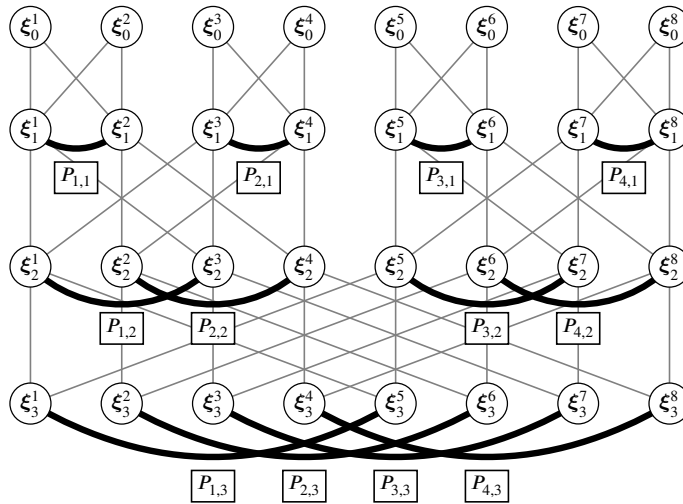 ξ_0^1 ξ_0^2 ξ_0^3 ξ_0^4 ξ_0^5 ξ_0^6 ξ_0^7 ξ_0^8
ξ_1^1 ξ_1^2 ξ_1^3 ξ_1^4 ξ_1^5 ξ_1^6 ξ_1^7 ξ_1^8
P_{1,1} P_{2,1} P_{3,1} P_{4,1}
ξ_2^1 ξ_2^2 ξ_2^3 ξ_2^4 ξ_2^5 ξ_2^6 ξ_2^7 ξ_2^8
P_{1,2} P_{2,2} P_{3,2} P_{4,2}
ξ_3^1 ξ_3^2 ξ_3^3 ξ_3^4 ξ_3^5 ξ_3^6 ξ_3^7 ξ_3^8
P_{1,3} P_{2,3} P_{3,3} P_{4,3}